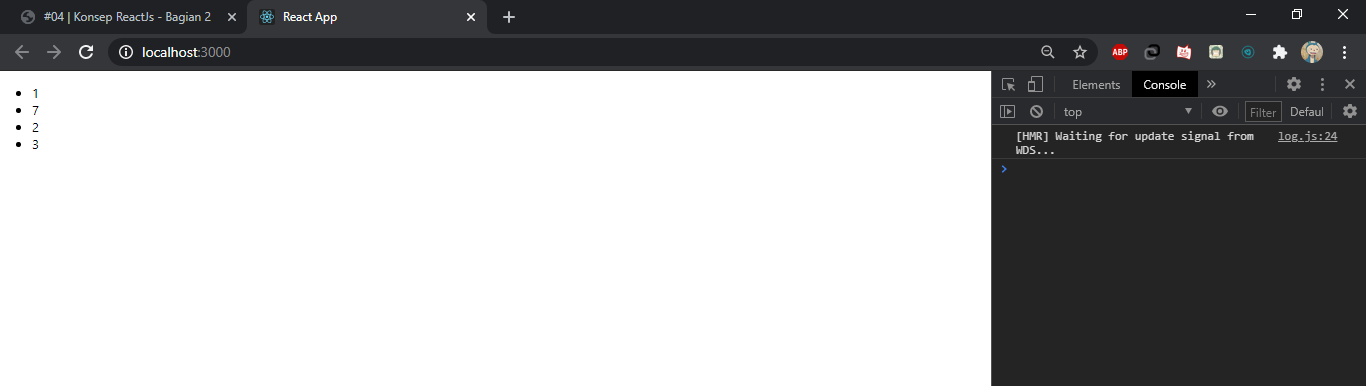 #04 | Konsep ReactJs - Bagian 2
React App
localhost:3000
ABP
1
7
2
3
Elements
Console
top
Filter
Defaul
[HMR] Waiting for update signal from
WDS...
log.js:24